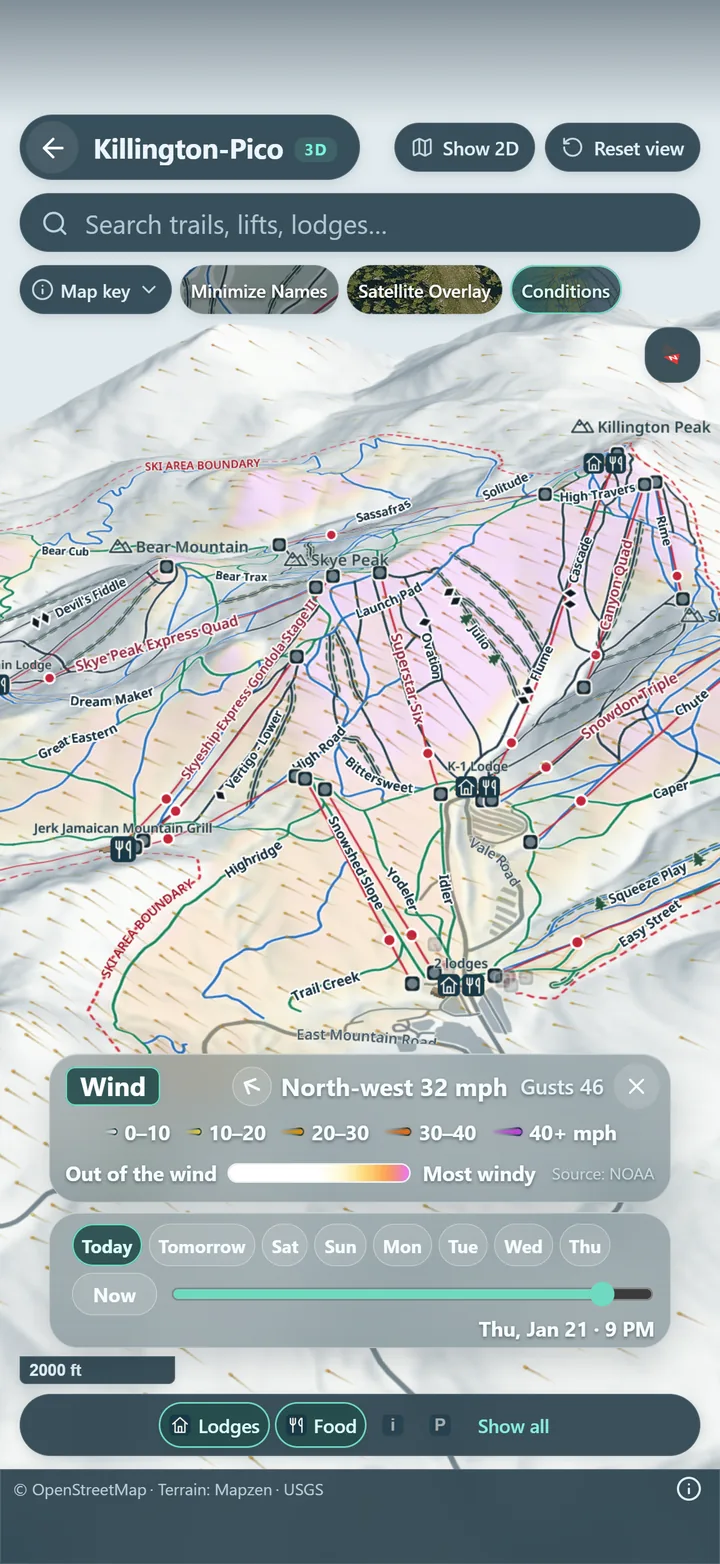 Killington-Pico 3D
Show 2D
Reset view
Search trails, lifts, lodges...
Map key
Minimize Names
Satellite Overlay
Conditions
Killington Peak
SKI AREA BOUNDARY
Solitude
High Travers
Sassafras
Rime
Bear Cub
Bear Mountain
Skye Peak
Cascade
Canyon Quad
Bear Trax
Devil's Fiddle
Launch Pad
Julio
Ovation
Skye Peak Express Quad
Skyeship Express Gondola Stage II
Superstar Six
Flume
in Lodge
Dream Maker
Snowdon Triple
Chute
Great Eastern
Vertigo - Lower
High Road
Bittersweet
K-1 Lodge
Caper
Jerk Jamaican Mountain Grill
Highridge
Snowshed Slope
Yodeler
Idler
Vale Road
Squeeze Play
Easy Street
SKI AREA BOUNDARY
2 lodges
Trail Creek
East Mountain Road
Wind
North-west 32 mph
Gusts 46
0–10
10–20
20–30
30–40
40+ mph
Out of the wind
Most windy
Source: NOAA
Today
Tomorrow
Sat
Sun
Mon
Tue
Wed
Thu
Now
Thu, Jan 21 · 9 PM
2000 ft
Lodges
Food
i
P
Show all
© OpenStreetMap · Terrain: Mapzen · USGS